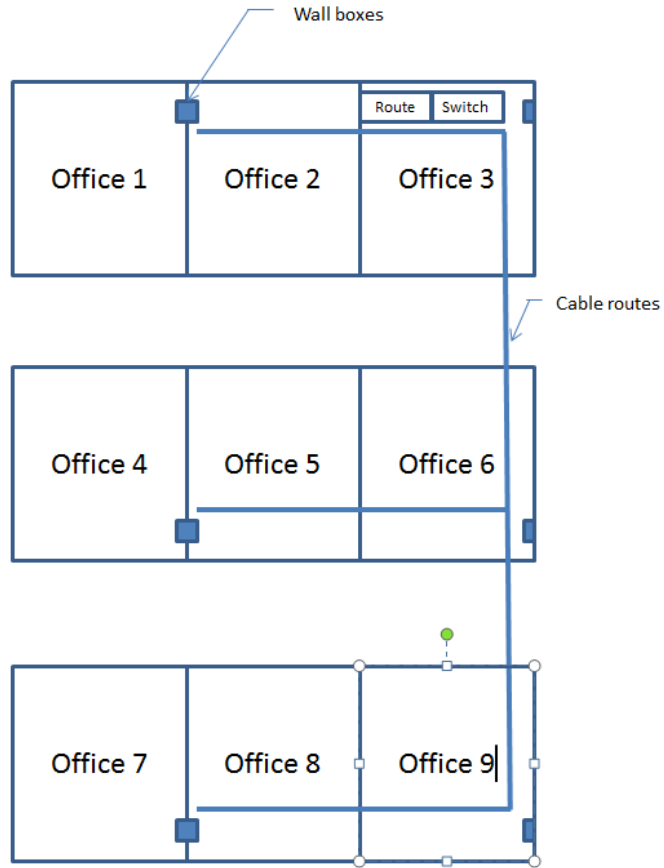 Wall boxes
Route Switch
Office 1 Office 2 Office 3
Cable routes
Office 4 Office 5 Office 6
Office 7 Office 8 Office 9